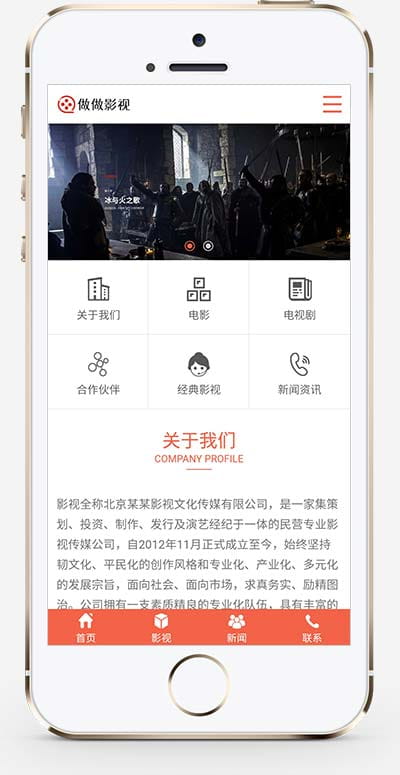 做做影视
冰与火之歌
关于我们
电影
电视剧
合作伙伴
经典影视
新闻资讯
关于我们
COMPANY PROFILE
影视全称北京某某影视文化传媒有限公司，是一家集策
划、投资、制作、发行及演艺经纪于一体的民营专业影
视传媒公司，自2012年11月正式成立至今，始终坚持
韧文化、平民化的创作风格和专业化、产业化、多元化
的发展宗旨，面向社会、面向市场，求真务实、励精图
治。公司拥有一支素质精良的专业化队伍，具有丰富的
首页
影视
新闻
联系